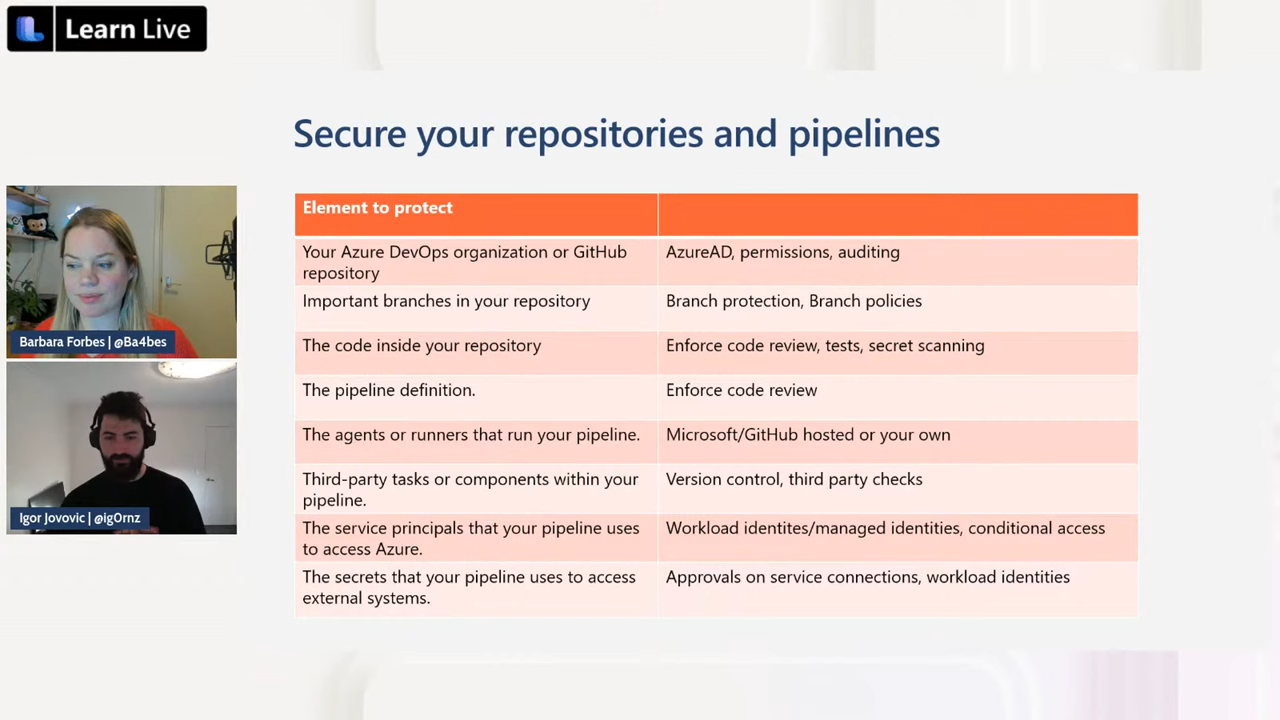 Learn Live
Secure your repositories and pipelines
Element to protect
Your Azure DevOps organization or GitHub
repository
AzureAD, permissions, auditing
Important branches in your repository
Branch protection, Branch policies
The code inside your repository
Enforce code review, tests, secret scanning
The pipeline definition.
Enforce code review
The agents or runners that run your pipeline.
Microsoft/GitHub hosted or your own
Third-party tasks or components within your
pipeline.
Version control, third party checks
The service principals that your pipeline uses
to access Azure.
Workload identites/managed identities, conditional access
The secrets that your pipeline uses to access
external systems.
Approvals on service connections, workload identities
Barbara Forbes | @Ba4bes
Igor Jovovic | @ig0rnz